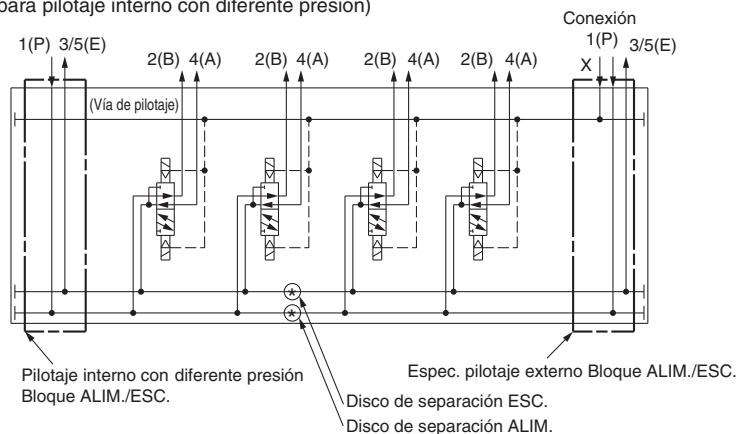 para pilotaje interno con diferente presión)
Conexión
1(P) 3/5(E) 2(B) 4(A) 2(B) 4(A) 2(B) 4(A) 2(B) 4(A) 1(P) 3/5(E)
X
(Vía de pilotaje)
*
*
Pilotaje interno con diferente presión
Bloque ALIM./ESC.
Espec. pilotaje externo Bloque ALIM./ESC.
Disco de separación ESC.
Disco de separación ALIM.